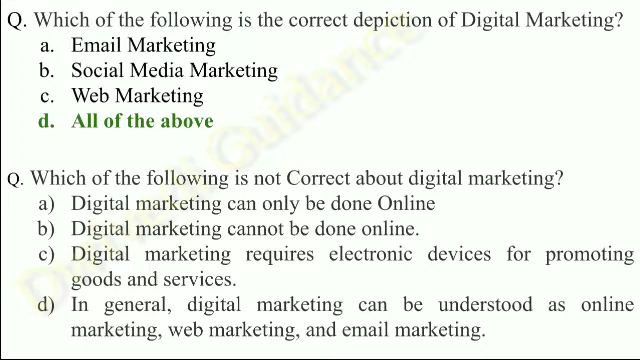 Q. Which of the following is the correct depiction of Digital Marketing?
a. Email Marketing
b. Social Media Marketing
c. Web Marketing
d. All of the above
Q. Which of the following is not Correct about digital marketing?
a) Digital marketing can only be done Online
b) Digital marketing cannot be done online.
c) Digital marketing requires electronic devices for promoting
goods and services.
d) In general, digital marketing can be understood as online
marketing, web marketing, and email marketing.